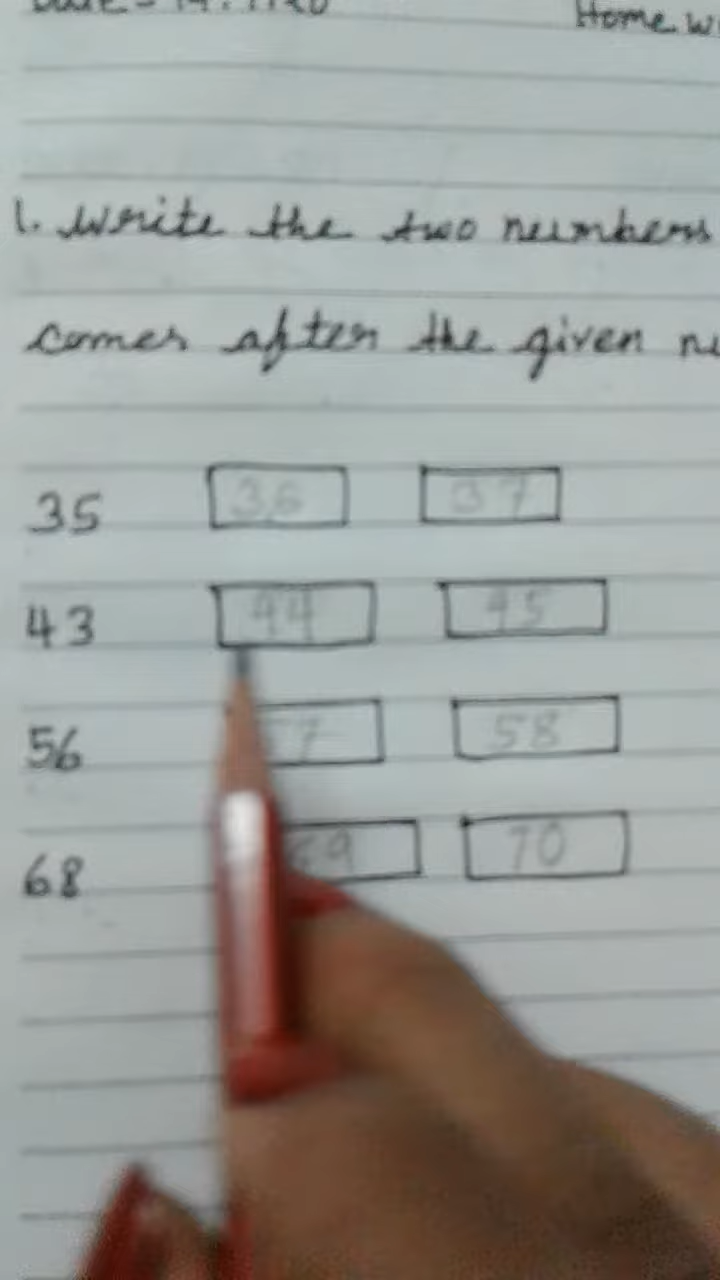 Home
1. Write the two numbers
comes after the given
35 36 37
43 44 45
56 57 58
68 69 70